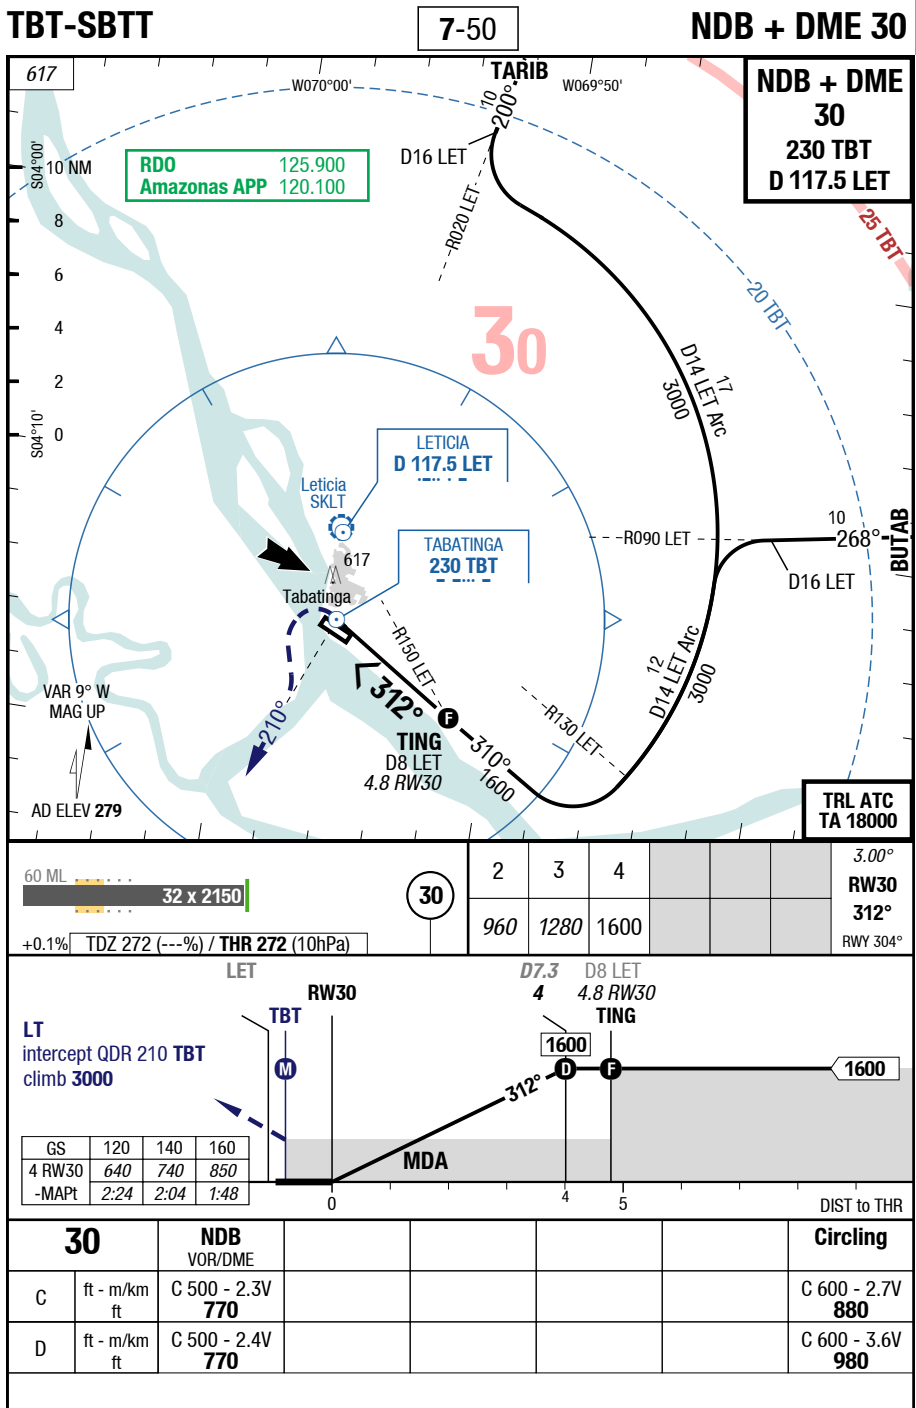 TBT-SBTT
7-50
NDB + DME 30
617
W070°00'
TARIB
W069°50'
NDB + DME
30
230 TBT
D 117.5 LET
10
200°
D16 LET
S04°00'
10 NM
RDO 125.900
Amazonas APP 120.100
R020 LET
25 TBT
8
6
4
2
0
20 TBT
30
17
D14 LET Arc
3000
S04°10'
LETICIA
D 117.5 LET
Leticia
SKLT
R090 LET
10
268°
BUTAB
D16 LET
617
TABATINGA
230 TBT
Tabatinga
R150 LET
12
D14 LET Arc
3000
VAR 9° W
MAG UP
210°
312°
R130 LET
TING
D8 LET
4.8 RW30
F
310°
1600
AD ELEV 279
TRL ATC
TA 18000
60 ML
32 x 2150
30
+0.1%
TDZ 272 (---%) / THR 272 (10hPa)
2 3 4
960 1280 1600
3.00°
RW30
312°
RWY 304°
LET
D7.3
4
D8 LET
4.8 RW30
RW30
TBT
TING
LT
intercept QDR 210 TBT
climb 3000
M
1600
D
F
1600
312°
MDA
GS 120 140 160
4 RW30 640 740 850
-MAPt 2:24 2:04 1:48
0 4 5
DIST to THR
30
NDB
VOR/DME
Circling
C
ft - m/km
ft
C 500 - 2.3V
770
C 600 - 2.7V
880
D
ft - m/km
ft
C 500 - 2.4V
770
C 600 - 3.6V
980